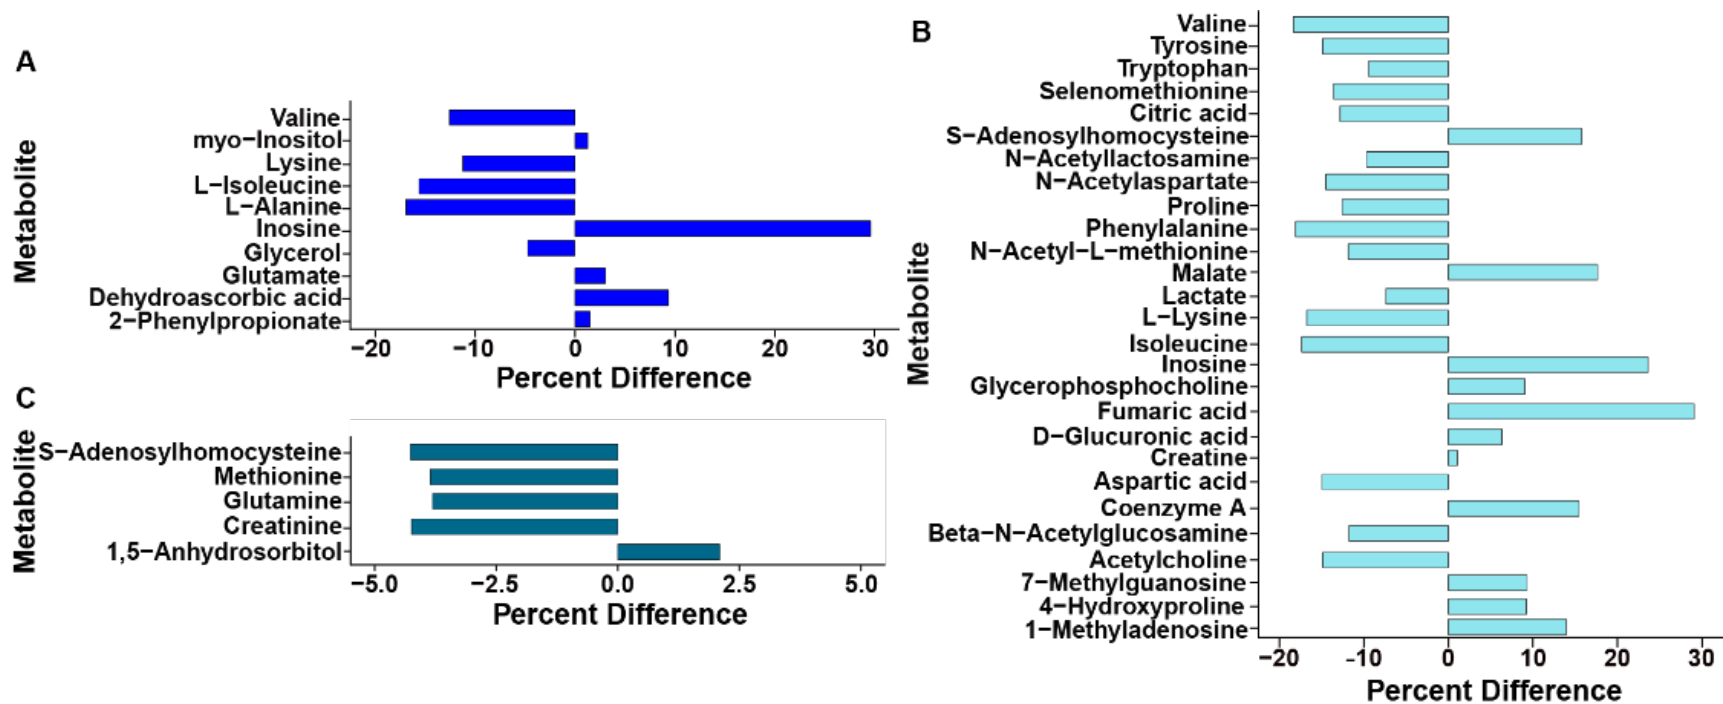 A
Metabolite
Valine
myo−Inositol
Lysine
L−Isoleucine
L−Alanine
Inosine
Glycerol
Glutamate
Dehydroascorbic acid
2−Phenylpropionate
−20 −10 0 10 20 30
Percent Difference
C
Metabolite
S−Adenosylhomocysteine
Methionine
Glutamine
Creatinine
1,5−Anhydrosorbitol
−5.0 −2.5 0.0 2.5 5.0
Percent Difference
B
Metabolite
Valine
Tyrosine
Tryptophan
Selenomethionine
Citric acid
S−Adenosylhomocysteine
N−Acetyllactosamine
N−Acetylaspartate
Proline
Phenylalanine
N−Acetyl−L−methionine
Malate
Lactate
L−Lysine
Isoleucine
Inosine
Glycerophosphocholine
Fumaric acid
D−Glucuronic acid
Creatine
Aspartic acid
Coenzyme A
Beta−N−Acetylglucosamine
Acetylcholine
7−Methylguanosine
4−Hydroxyproline
1−Methyladenosine
−20 -10 0 10 20 30
Percent Difference